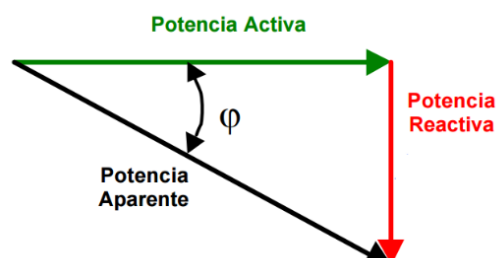 Potencia Activa
Potencia
Reactiva
φ
Potencia
Aparente